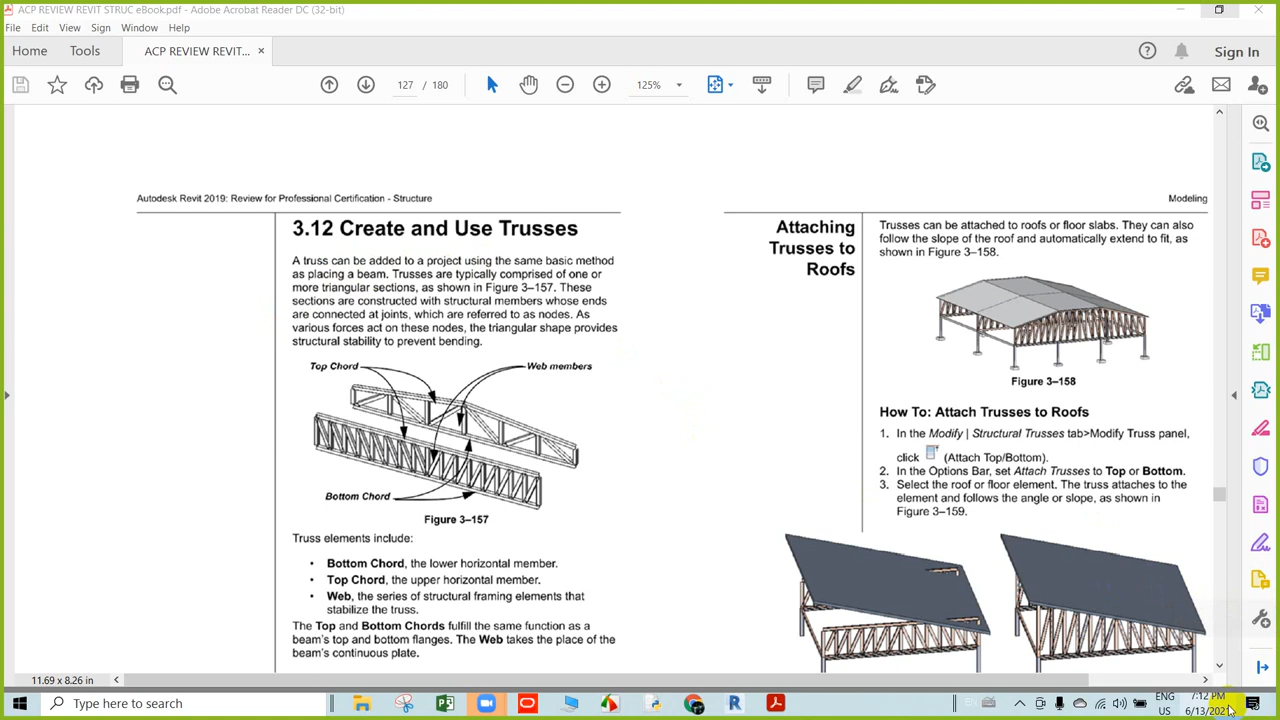 ACP REVIEW REVIT STRUC eBook.pdf - Adobe Acrobat Reader DC (32-bit)
File Edit View Sign Window Help
Home Tools ACP REVIEW REVIT... × Sign In
127 / 180 125%
Autodesk Revit 2019: Review for Professional Certification - Structure
3.12 Create and Use Trusses
A truss can be added to a project using the same basic method
as placing a beam. Trusses are typically comprised of one or
more triangular sections, as shown in Figure 3–157. These
sections are constructed with structural members whose ends
are connected at joints, which are referred to as nodes. As
various forces act on these nodes, the triangular shape provides
structural stability to prevent bending.
Top Chord
Web members
Bottom Chord
Figure 3–157
Truss elements include:
• Bottom Chord, the lower horizontal member.
• Top Chord, the upper horizontal member.
• Web, the series of structural framing elements that
stabilize the truss.
The Top and Bottom Chords fulfill the same function as a
beam's top and bottom flanges. The Web takes the place of the
beam's continuous plate.
Modeling
Attaching
Trusses to
Roofs
Trusses can be attached to roofs or floor slabs. They can also
follow the slope of the roof and automatically extend to fit, as
shown in Figure 3–158.
Figure 3–158
How To: Attach Trusses to Roofs
1. In the Modify | Structural Trusses tab>Modify Truss panel,
click (Attach Top/Bottom).
2. In the Options Bar, set Attach Trusses to Top or Bottom.
3. Select the roof or floor element. The truss attaches to the
element and follows the angle or slope, as shown in
Figure 3–159.
11.69 x 8.26 in
Type here to search
ENG
US
7:12 PM
6/13/2021